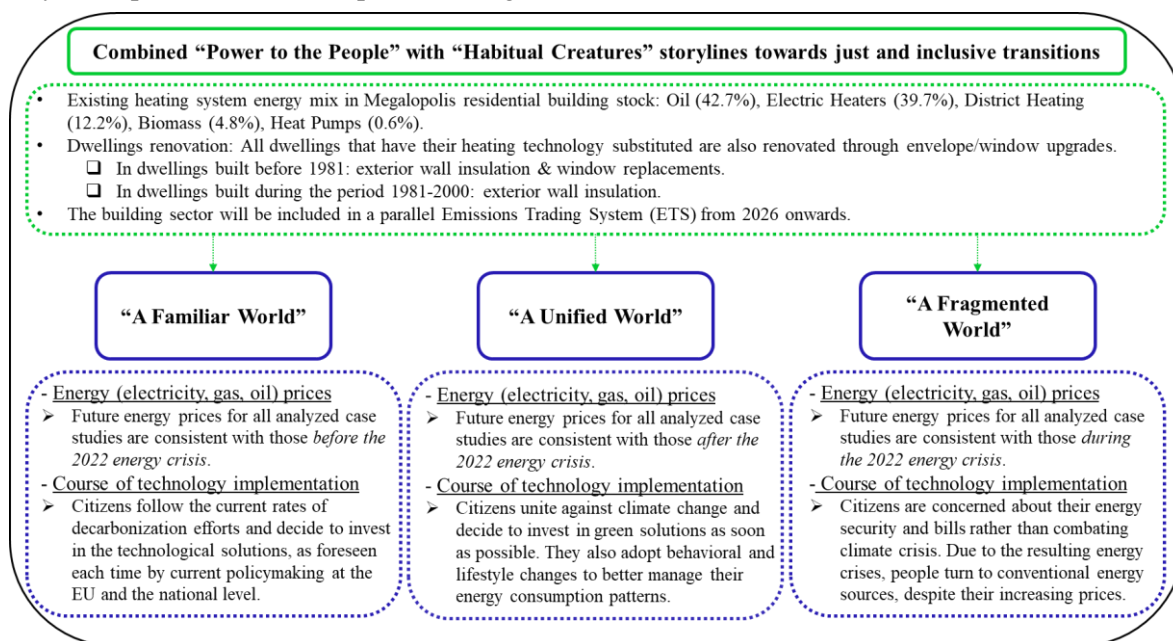 Combined “Power to the People” with “Habitual Creatures” storylines towards just and inclusive transitions
• Existing heating system energy mix in Megalopolis residential building stock: Oil (42.7%), Electric Heaters (39.7%), District Heating
(12.2%), Biomass (4.8%), Heat Pumps (0.6%).
• Dwellings renovation: All dwellings that have their heating technology substituted are also renovated through envelope/window upgrades.
❑ In dwellings built before 1981: exterior wall insulation & window replacements.
❑ In dwellings built during the period 1981-2000: exterior wall insulation.
• The building sector will be included in a parallel Emissions Trading System (ETS) from 2026 onwards.
“A Familiar World”
- Energy (electricity, gas, oil) prices
➢ Future energy prices for all analyzed case
studies are consistent with those before the
2022 energy crisis.
- Course of technology implementation
➢ Citizens follow the current rates of
decarbonization efforts and decide to invest
in the technological solutions, as foreseen
each time by current policymaking at the
EU and the national level.
“A Unified World”
- Energy (electricity, gas, oil) prices
➢ Future energy prices for all analyzed case
studies are consistent with those after the
2022 energy crisis.
- Course of technology implementation
➢ Citizens unite against climate change and
decide to invest in green solutions as soon
as possible. They also adopt behavioral and
lifestyle changes to better manage their
energy consumption patterns.
“A Fragmented
World”
- Energy (electricity, gas, oil) prices
➢ Future energy prices for all analyzed case
studies are consistent with those during
the 2022 energy crisis.
- Course of technology implementation
➢ Citizens are concerned about their energy
security and bills rather than combating
climate crisis. Due to the resulting energy
crises, people turn to conventional energy
sources, despite their increasing prices.